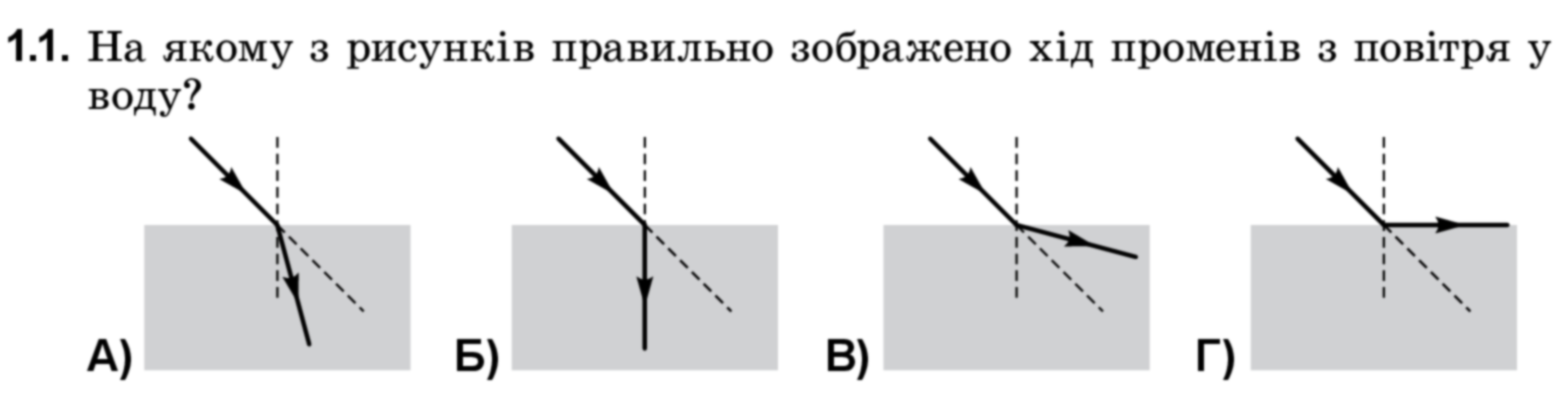 1.1. На якому з рисунків правильно зображено хід променів з повітря у
воду?
А) Б) В) Г)